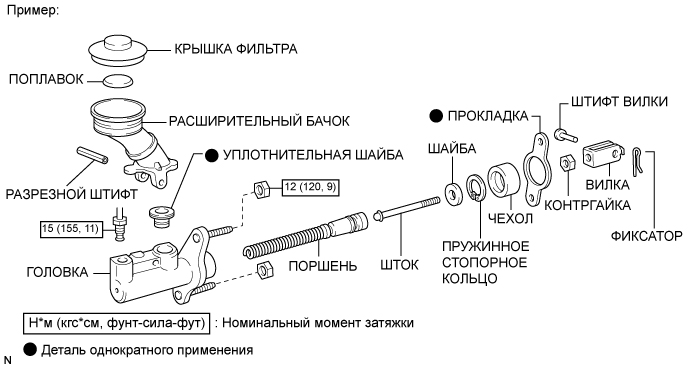 Пример:
КРЫШКА ФИЛЬТРА
ПОПЛАВОК
РАСШИРИТЕЛЬНЫЙ БАЧОК
УПЛОТНИТЕЛЬНАЯ ШАЙБА
РАЗРЕЗНОЙ ШТИФТ
15 (155, 11)
12 (120, 9)
ГОЛОВКА
ПОРШЕНЬ
ШТОК
ШАЙБА
ПРУЖИННОЕ
СТОПОРНОЕ
КОЛЬЦО
ЧЕХОЛ
ПРОКЛАДКА
ШТИФТ ВИЛКИ
КОНТРГАЙКА
ВИЛКА
ФИКСАТОР
Н*м (кгс*см, фунт-сила-фут) : Номинальный момент затяжки
Деталь однократного применения
N